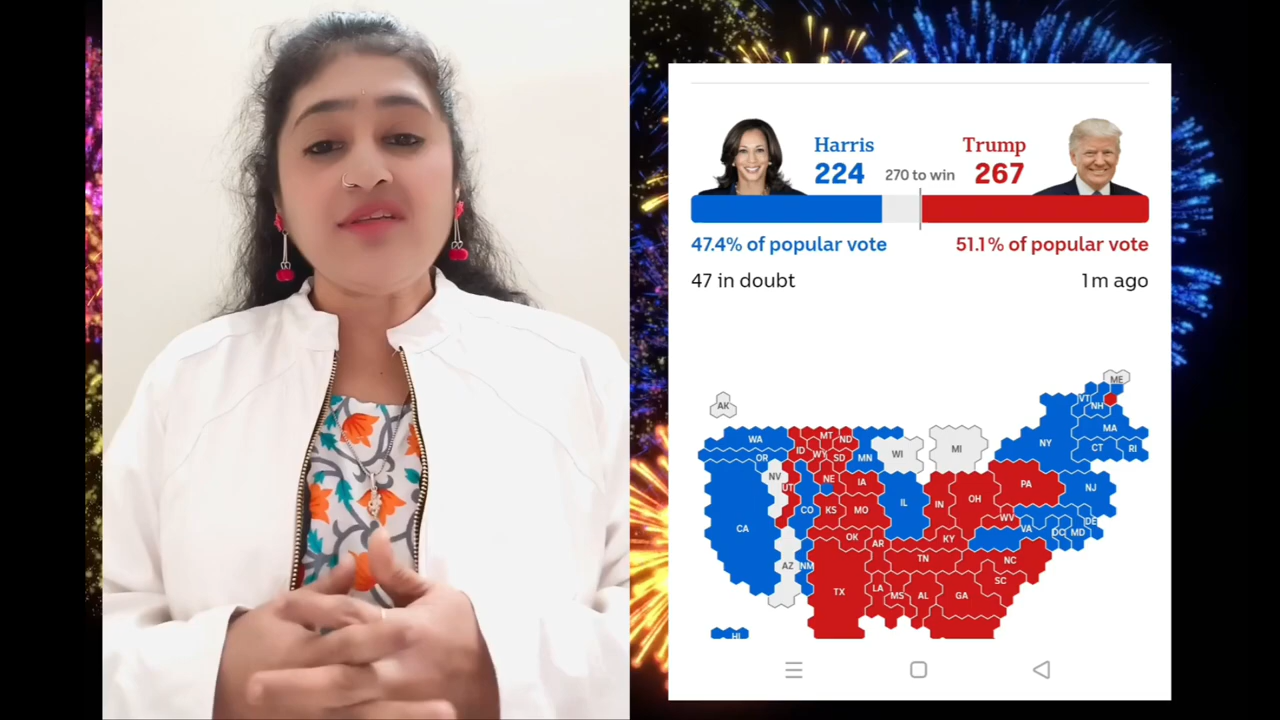 Harris
Trump
224
270 to win
267
47.4% of popular vote
51.1% of popular vote
47 in doubt
1m ago
ME
AK
VT
NH
WA
ID
MT
ND
MA
OR
WY
SD
MN
WI
MI
NY
CT
RI
NV
UT
NE
IA
PA
NJ
CO
KS
MO
IL
IN
OH
WV
CA
VA
DE
DC
MD
OK
AR
KY
AZ
NM
TN
NC
SC
TX
LA
MS
AL
GA
HI